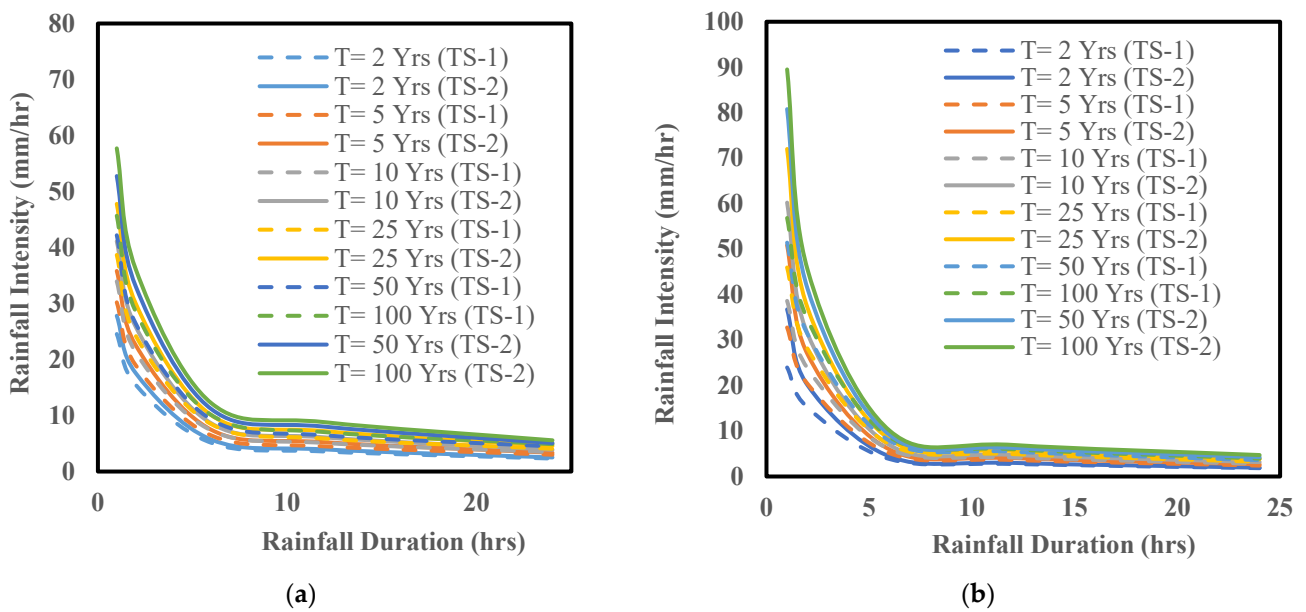 80
70
60
50
40
30
20
10
0
Rainfall Intensity (mm/hr)
T= 2 Yrs (TS-1)
T= 2 Yrs (TS-2)
T= 5 Yrs (TS-1)
T= 5 Yrs (TS-2)
T= 10 Yrs (TS-1)
T= 10 Yrs (TS-2)
T= 25 Yrs (TS-1)
T= 25 Yrs (TS-2)
T= 50 Yrs (TS-1)
T= 100 Yrs (TS-1)
T= 50 Yrs (TS-2)
T= 100 Yrs (TS-2)
0 10 20
Rainfall Duration (hrs)
(a)
100
90
80
70
60
50
40
30
20
10
0
Rainfall Intensity (mm/hr)
T= 2 Yrs (TS-1)
T= 2 Yrs (TS-2)
T= 5 Yrs (TS-1)
T= 5 Yrs (TS-2)
T= 10 Yrs (TS-1)
T= 10 Yrs (TS-2)
T= 25 Yrs (TS-1)
T= 25 Yrs (TS-2)
T= 50 Yrs (TS-1)
T= 100 Yrs (TS-1)
T= 50 Yrs (TS-2)
T= 100 Yrs (TS-2)
0 5 10 15 20 25
Rainfall Duration (hrs)
(b)